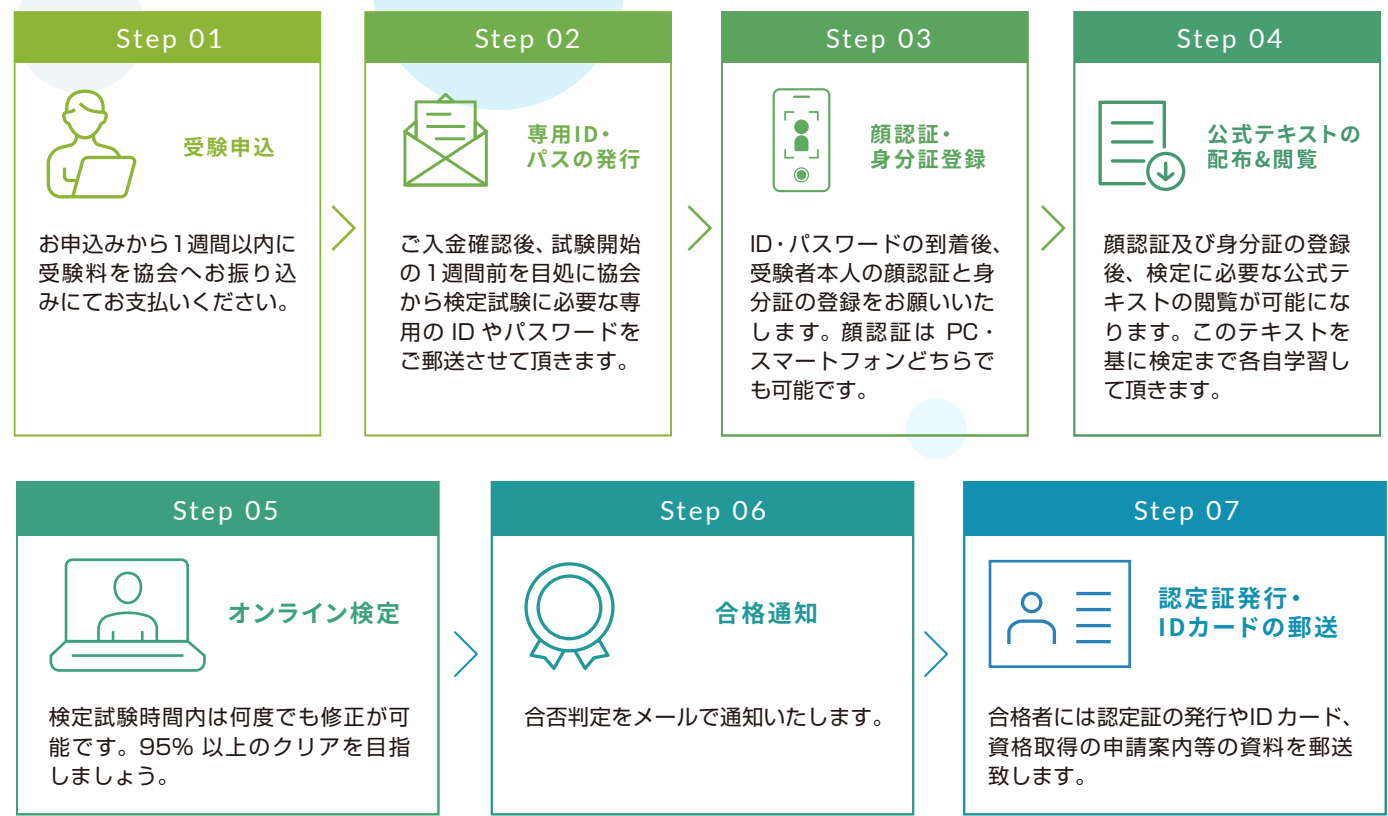 Step 01
受験申込
お申込みから1週間以内に
受験料を協会へお振り込
みにてお支払いください。
Step 02
専用ID・
パスの発行
ご入金確認後、試験開始
の1週間前を目処に協会
から検定試験に必要な専
用の ID やパスワードを
ご郵送させて頂きます。
Step 03
顔認証・
身分証登録
ID・パスワードの到着後、
受験者本人の顔認証と身
分証の登録をお願いいた
します。顔認証は PC・
スマートフォンどちらで
も可能です。
Step 04
公式テキストの
配布&閲覧
顔認証及び身分証の登録
後、検定に必要な公式テ
キストの閲覧が可能にな
ります。このテキストを
基に検定まで各自学習し
て頂きます。
Step 05
オンライン検定
検定試験時間内は何度でも修正が可
能です。95% 以上のクリアを目指
しましょう。
Step 06
合格通知
合否判定をメールで通知いたします。
Step 07
認定証発行・
IDカードの郵送
合格者には認定証の発行やID カード、
資格取得の申請案内等の資料を郵送
致します。